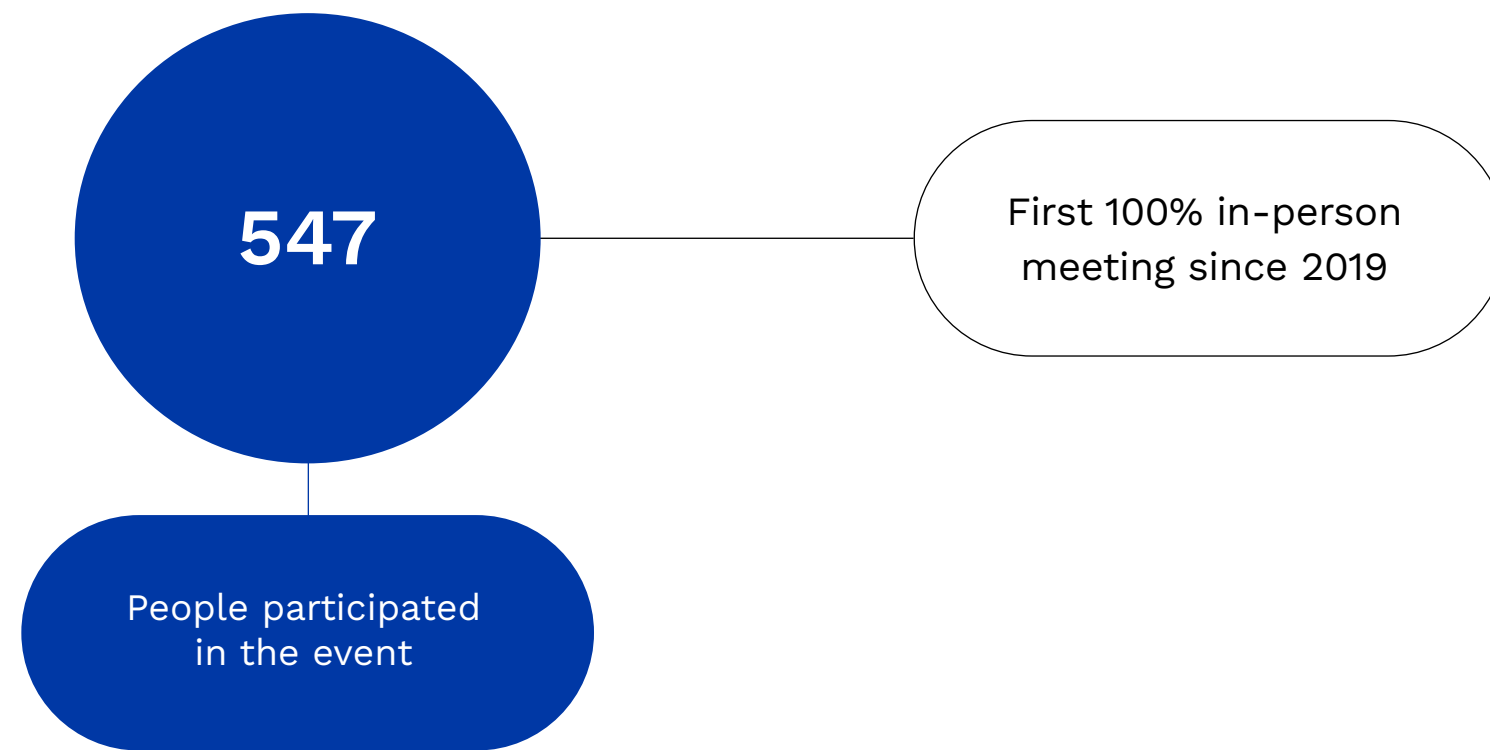 547
First 100% in-person
meeting since 2019
People participated
in the event